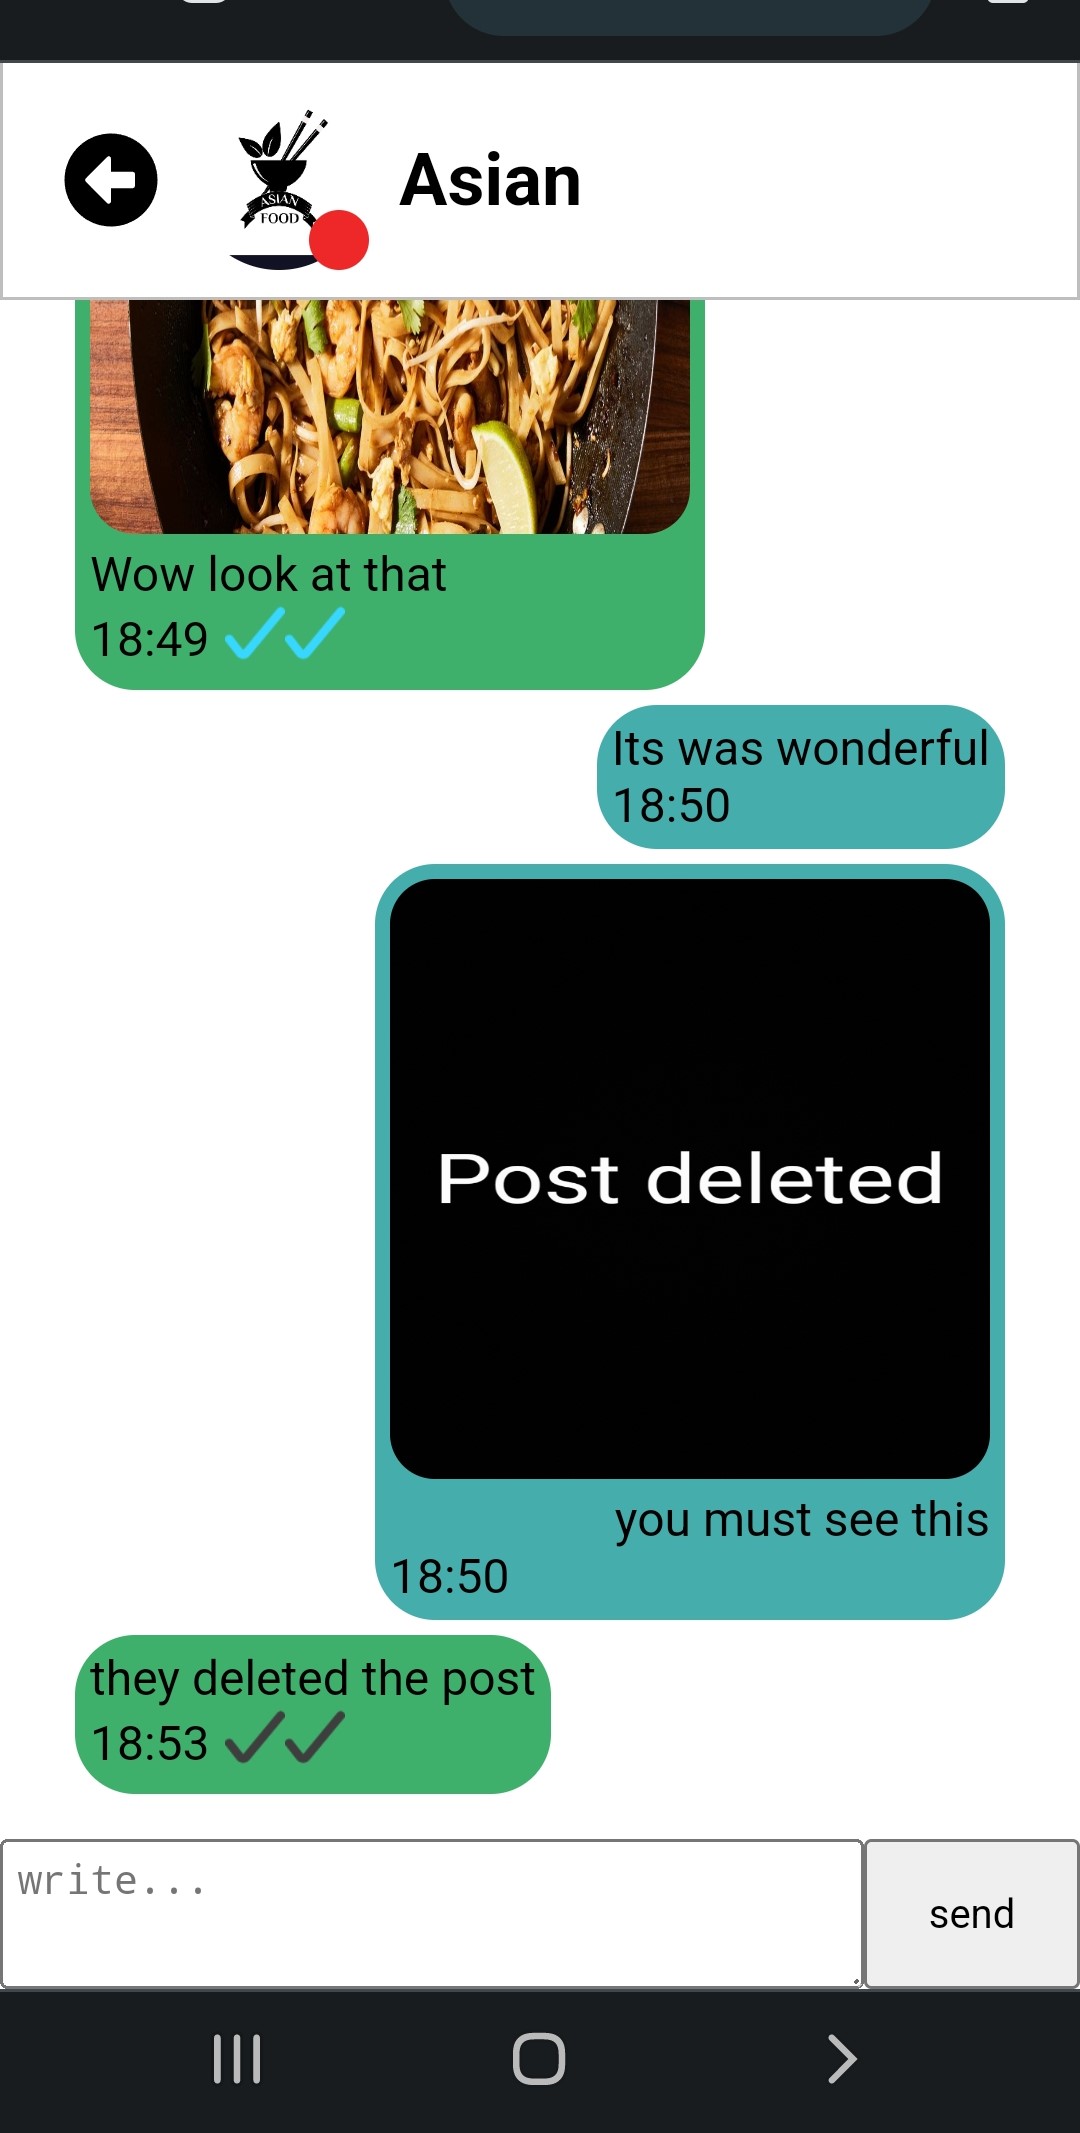 ASIAN
FOOD
Asian
Wow look at that
18:49
Its was wonderful
18:50
Post deleted
you must see this
18:50
they deleted the post
18:53
write...
send